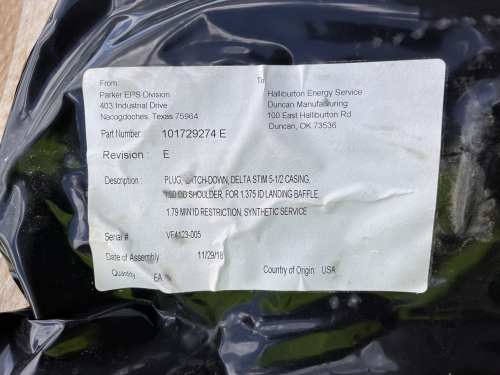 From
Parker EPS Division
403 Industrial Drive
Nacogdoches, Texas 75964
To
Halliburton Energy Service
Duncan Manufacturing
100 East Halliburton Rd
Duncan, OK 73536
Part Number 101729274 E
Revision : E
Description : PLUG, LATCH-DOWN, DELTA STIM 5-1/2 CASING,
OD SHOULDER, FOR 1.375 ID LANDING BAFFLE,
1.79 MIN ID RESTRICTION, SYNTHETIC SERVICE
Serial # VF4123-005
Date of Assembly 11/29/18
Quantity EA
Country of Origin: USA